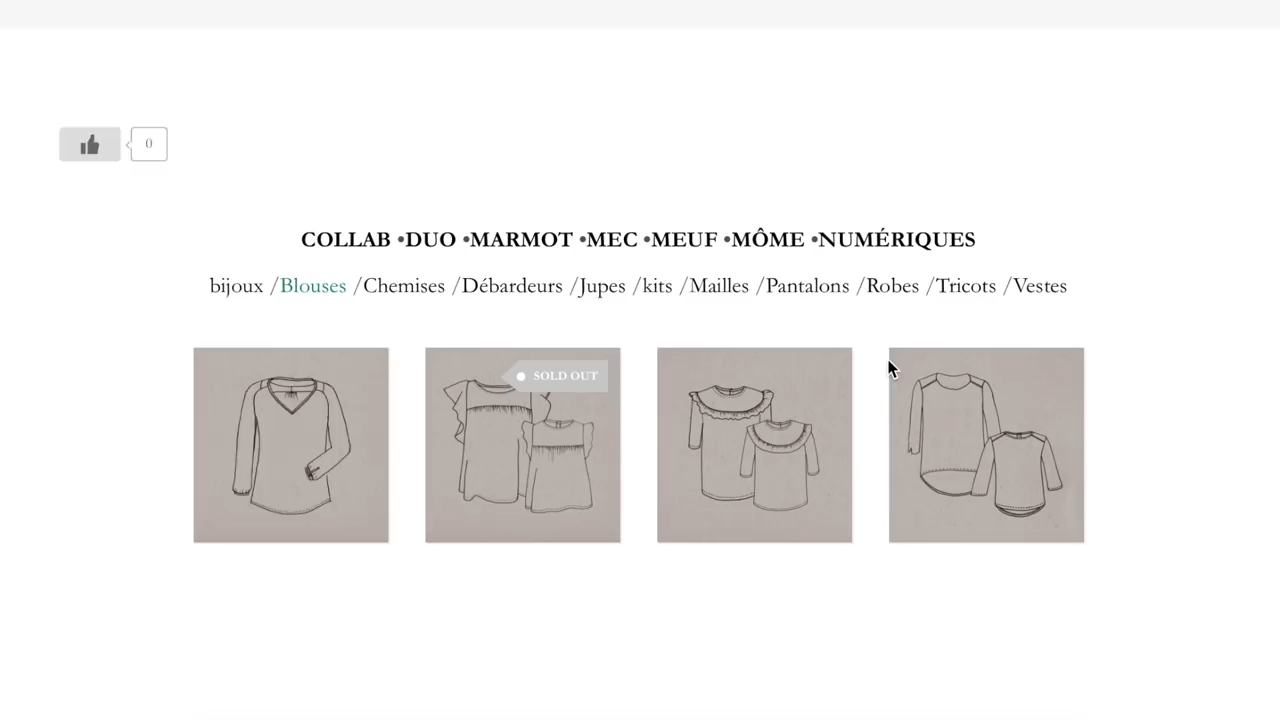 0
COLLAB •DUO •MARMOT •MEC •MEUF •MÔME •NUMÉRIQUES
bijoux /Blouses /Chemises /Débardeurs /Jupes /kits /Mailles /Pantalons /Robes /Tricots /Vestes
SOLD OUT